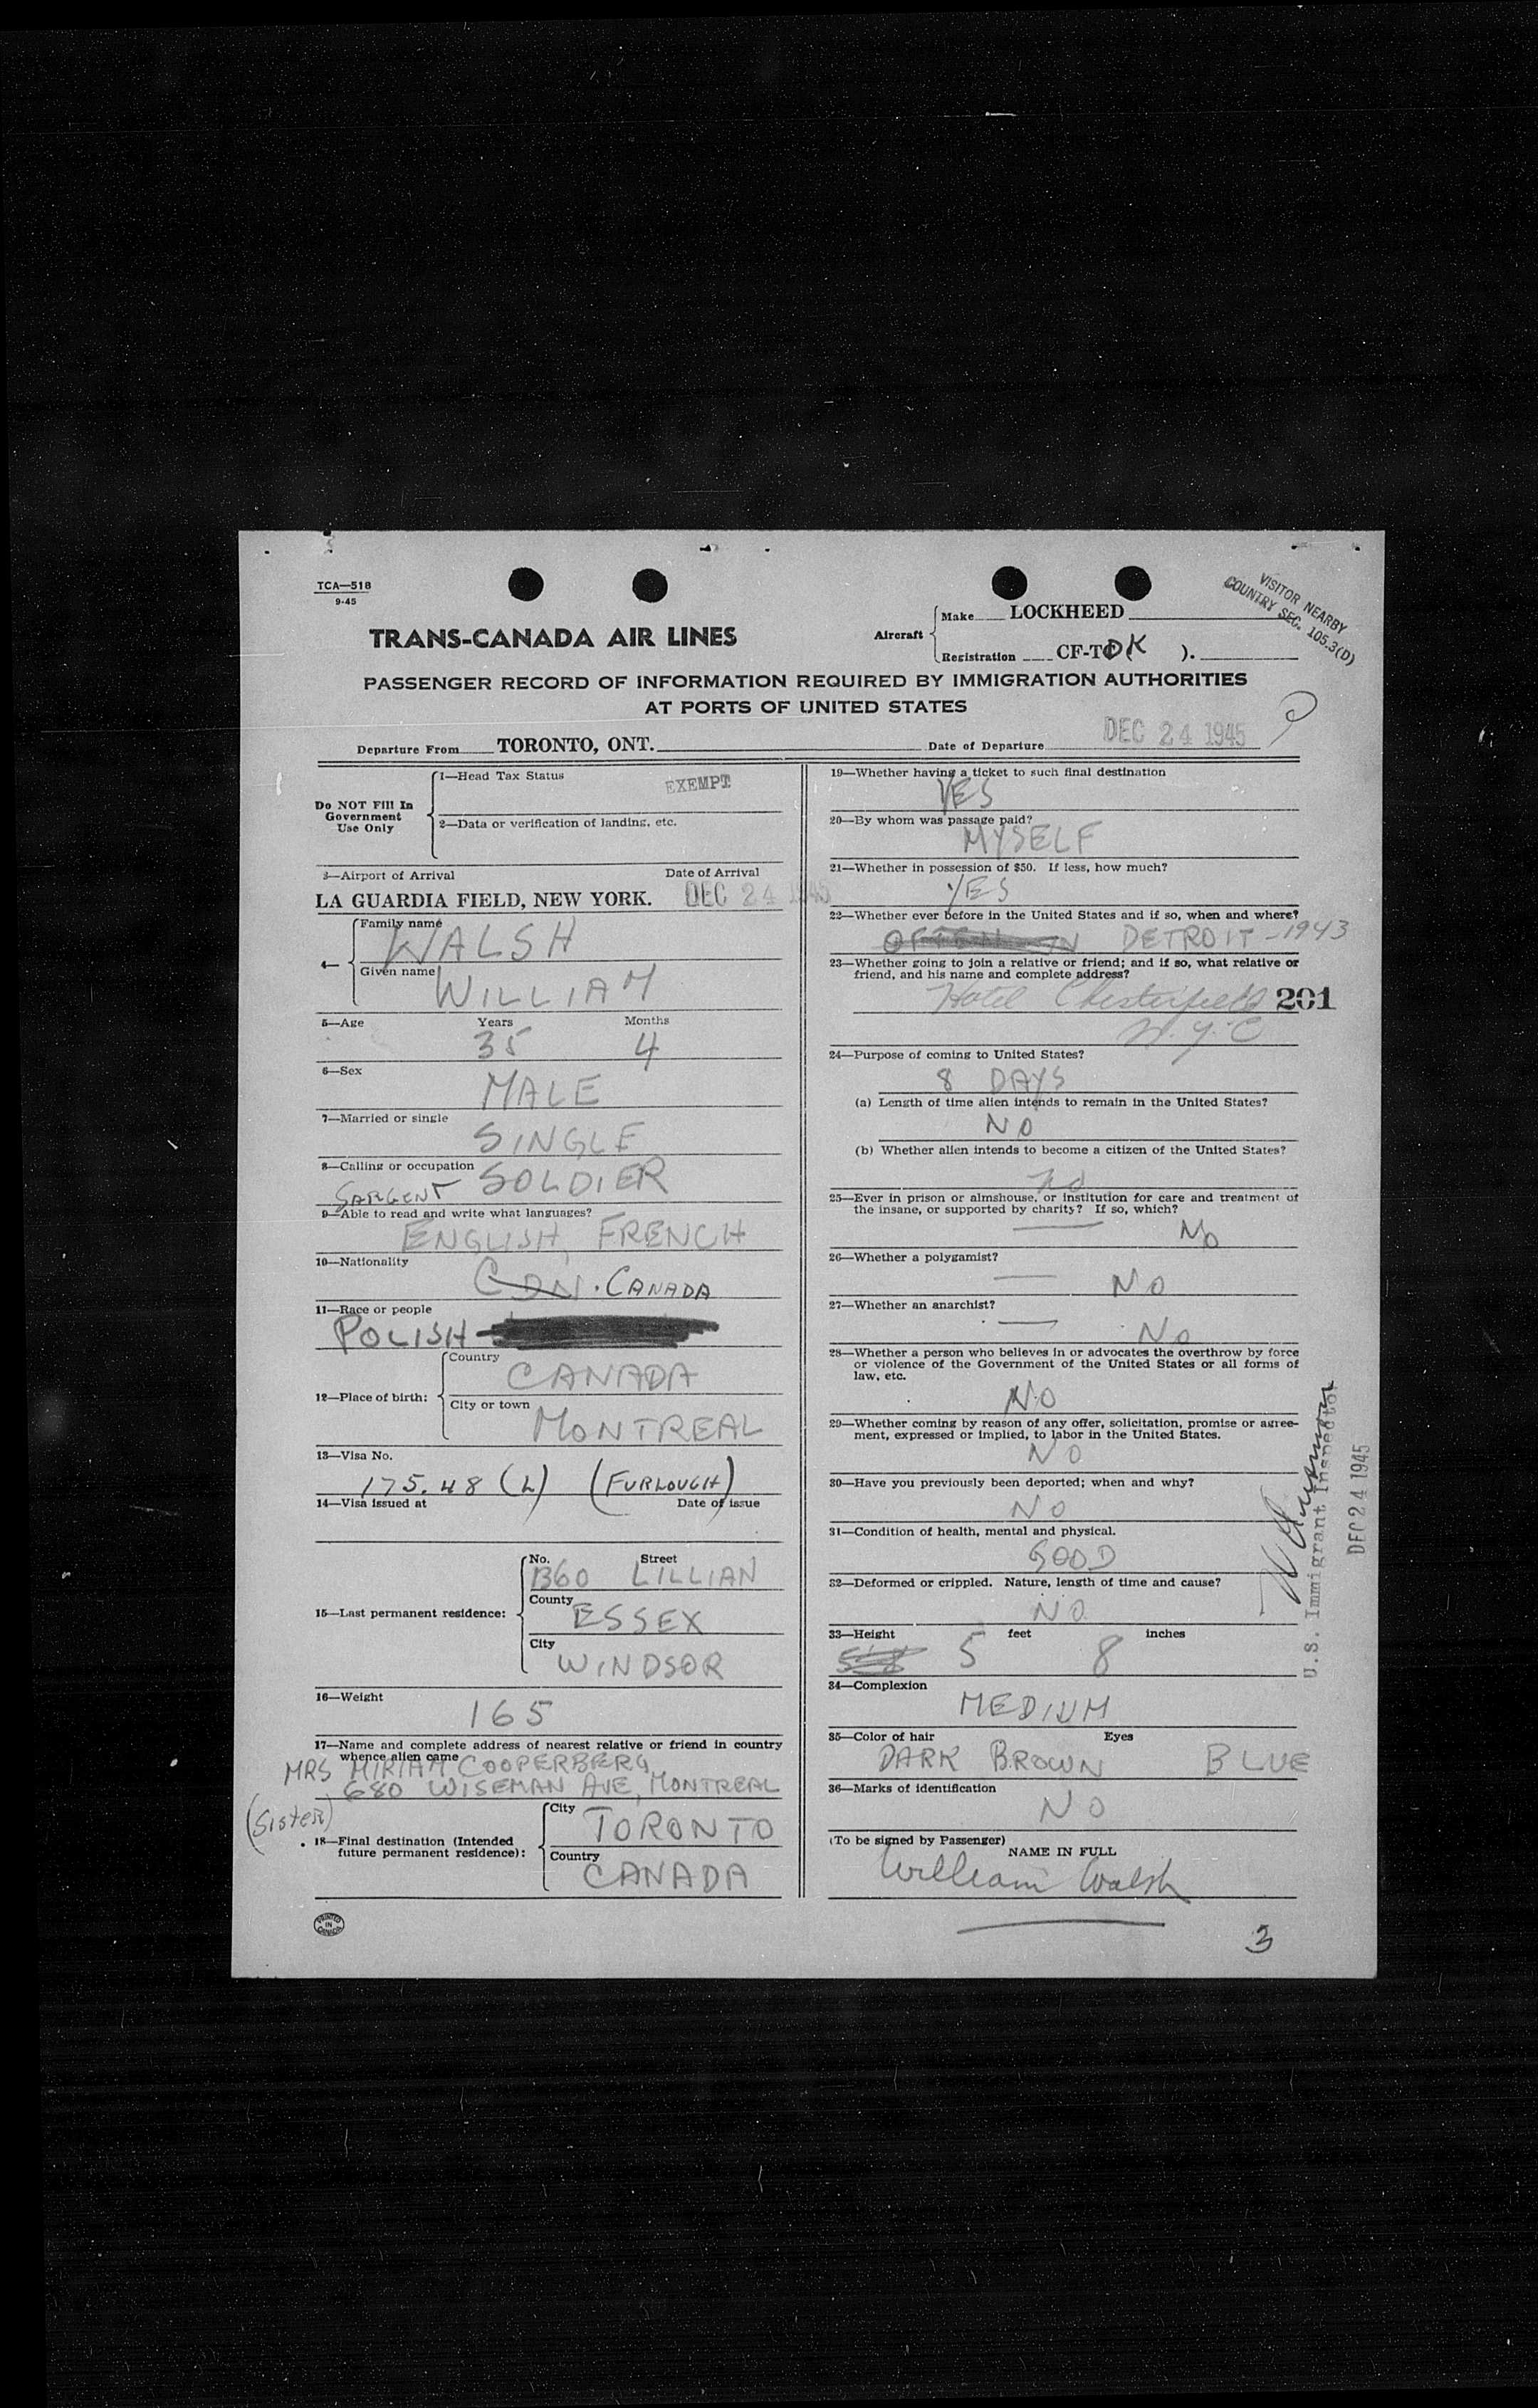 TCA—518
9-45
TRANS-CANADA AIR LINES
Aircraft
Make LOCKHEED
Registration CF-T DK ).
VISITOR NEARBY
COUNTRY SEC. 105.3(D)
PASSENGER RECORD OF INFORMATION REQUIRED BY IMMIGRATION AUTHORITIES
AT PORTS OF UNITED STATES
Departure From TORONTO, ONT. Date of Departure DEC 24 1945
Do NOT Fill In
Government
Use Only
1—Head Tax Status EXEMPT
2—Data or verification of landing, etc.
3—Airport of Arrival Date of Arrival
LA GUARDIA FIELD, NEW YORK. DEC 24 1945
4—
Family name
WALSH
Given name
WILLIAM
5—Age Years Months
35 4
6—Sex
MALE
7—Married or single
SINGLE
8—Calling or occupation
SARGENT SOLDIER
9—Able to read and write what languages?
ENGLISH, FRENCH
10—Nationality
CDN. CANADA
11—Race or people
POLISH
12—Place of birth:
Country
CANADA
City or town
MONTREAL
13—Visa No.
175.48 (L) (FURLOUGH)
14—Visa issued at Date of issue
15—Last permanent residence:
No. Street
1360 LILLIAN
County
ESSEX
City
WINDSOR
16—Weight
165
17—Name and complete address of nearest relative or friend in country
whence alien came
MRS MIRIAM COOPERBERG
680 WISEMAN AVE, MONTREAL
(Sister)
18—Final destination (Intended
future permanent residence):
City
TORONTO
Country
CANADA
PRINTED
IN
CANADA
19—Whether having a ticket to such final destination
YES
20—By whom was passage paid?
MYSELF
21—Whether in possession of $50. If less, how much?
YES
22—Whether ever before in the United States and if so, when and where?
OFTEN IN DETROIT - 1943
23—Whether going to join a relative or friend; and if so, what relative or
friend, and his name and complete address?
Hotel Chesterfield 201
N.Y.C
24—Purpose of coming to United States?
8 DAYS
(a) Length of time alien intends to remain in the United States?
NO
(b) Whether alien intends to become a citizen of the United States?
no
25—Ever in prison or almshouse, or institution for care and treatment of
the insane, or supported by charity? If so, which?
No
26—Whether a polygamist?
NO
27—Whether an anarchist?
No
28—Whether a person who believes in or advocates the overthrow by force
or violence of the Government of the United States or all forms of
law, etc.
NO
29—Whether coming by reason of any offer, solicitation, promise or agree-
ment, expressed or implied, to labor in the United States.
NO
30—Have you previously been deported; when and why?
NO
31—Condition of health, mental and physical.
GOOD
32—Deformed or crippled. Nature, length of time and cause?
NO
33—Height feet inches
5'8 5 8
34—Complexion
MEDIUM
35—Color of hair Eyes
DARK BROWN BLUE
36—Marks of identification
NO
(To be signed by Passenger)
NAME IN FULL
William Walsh
3
U.S. Immigrant Inspector
DEC 24 1945